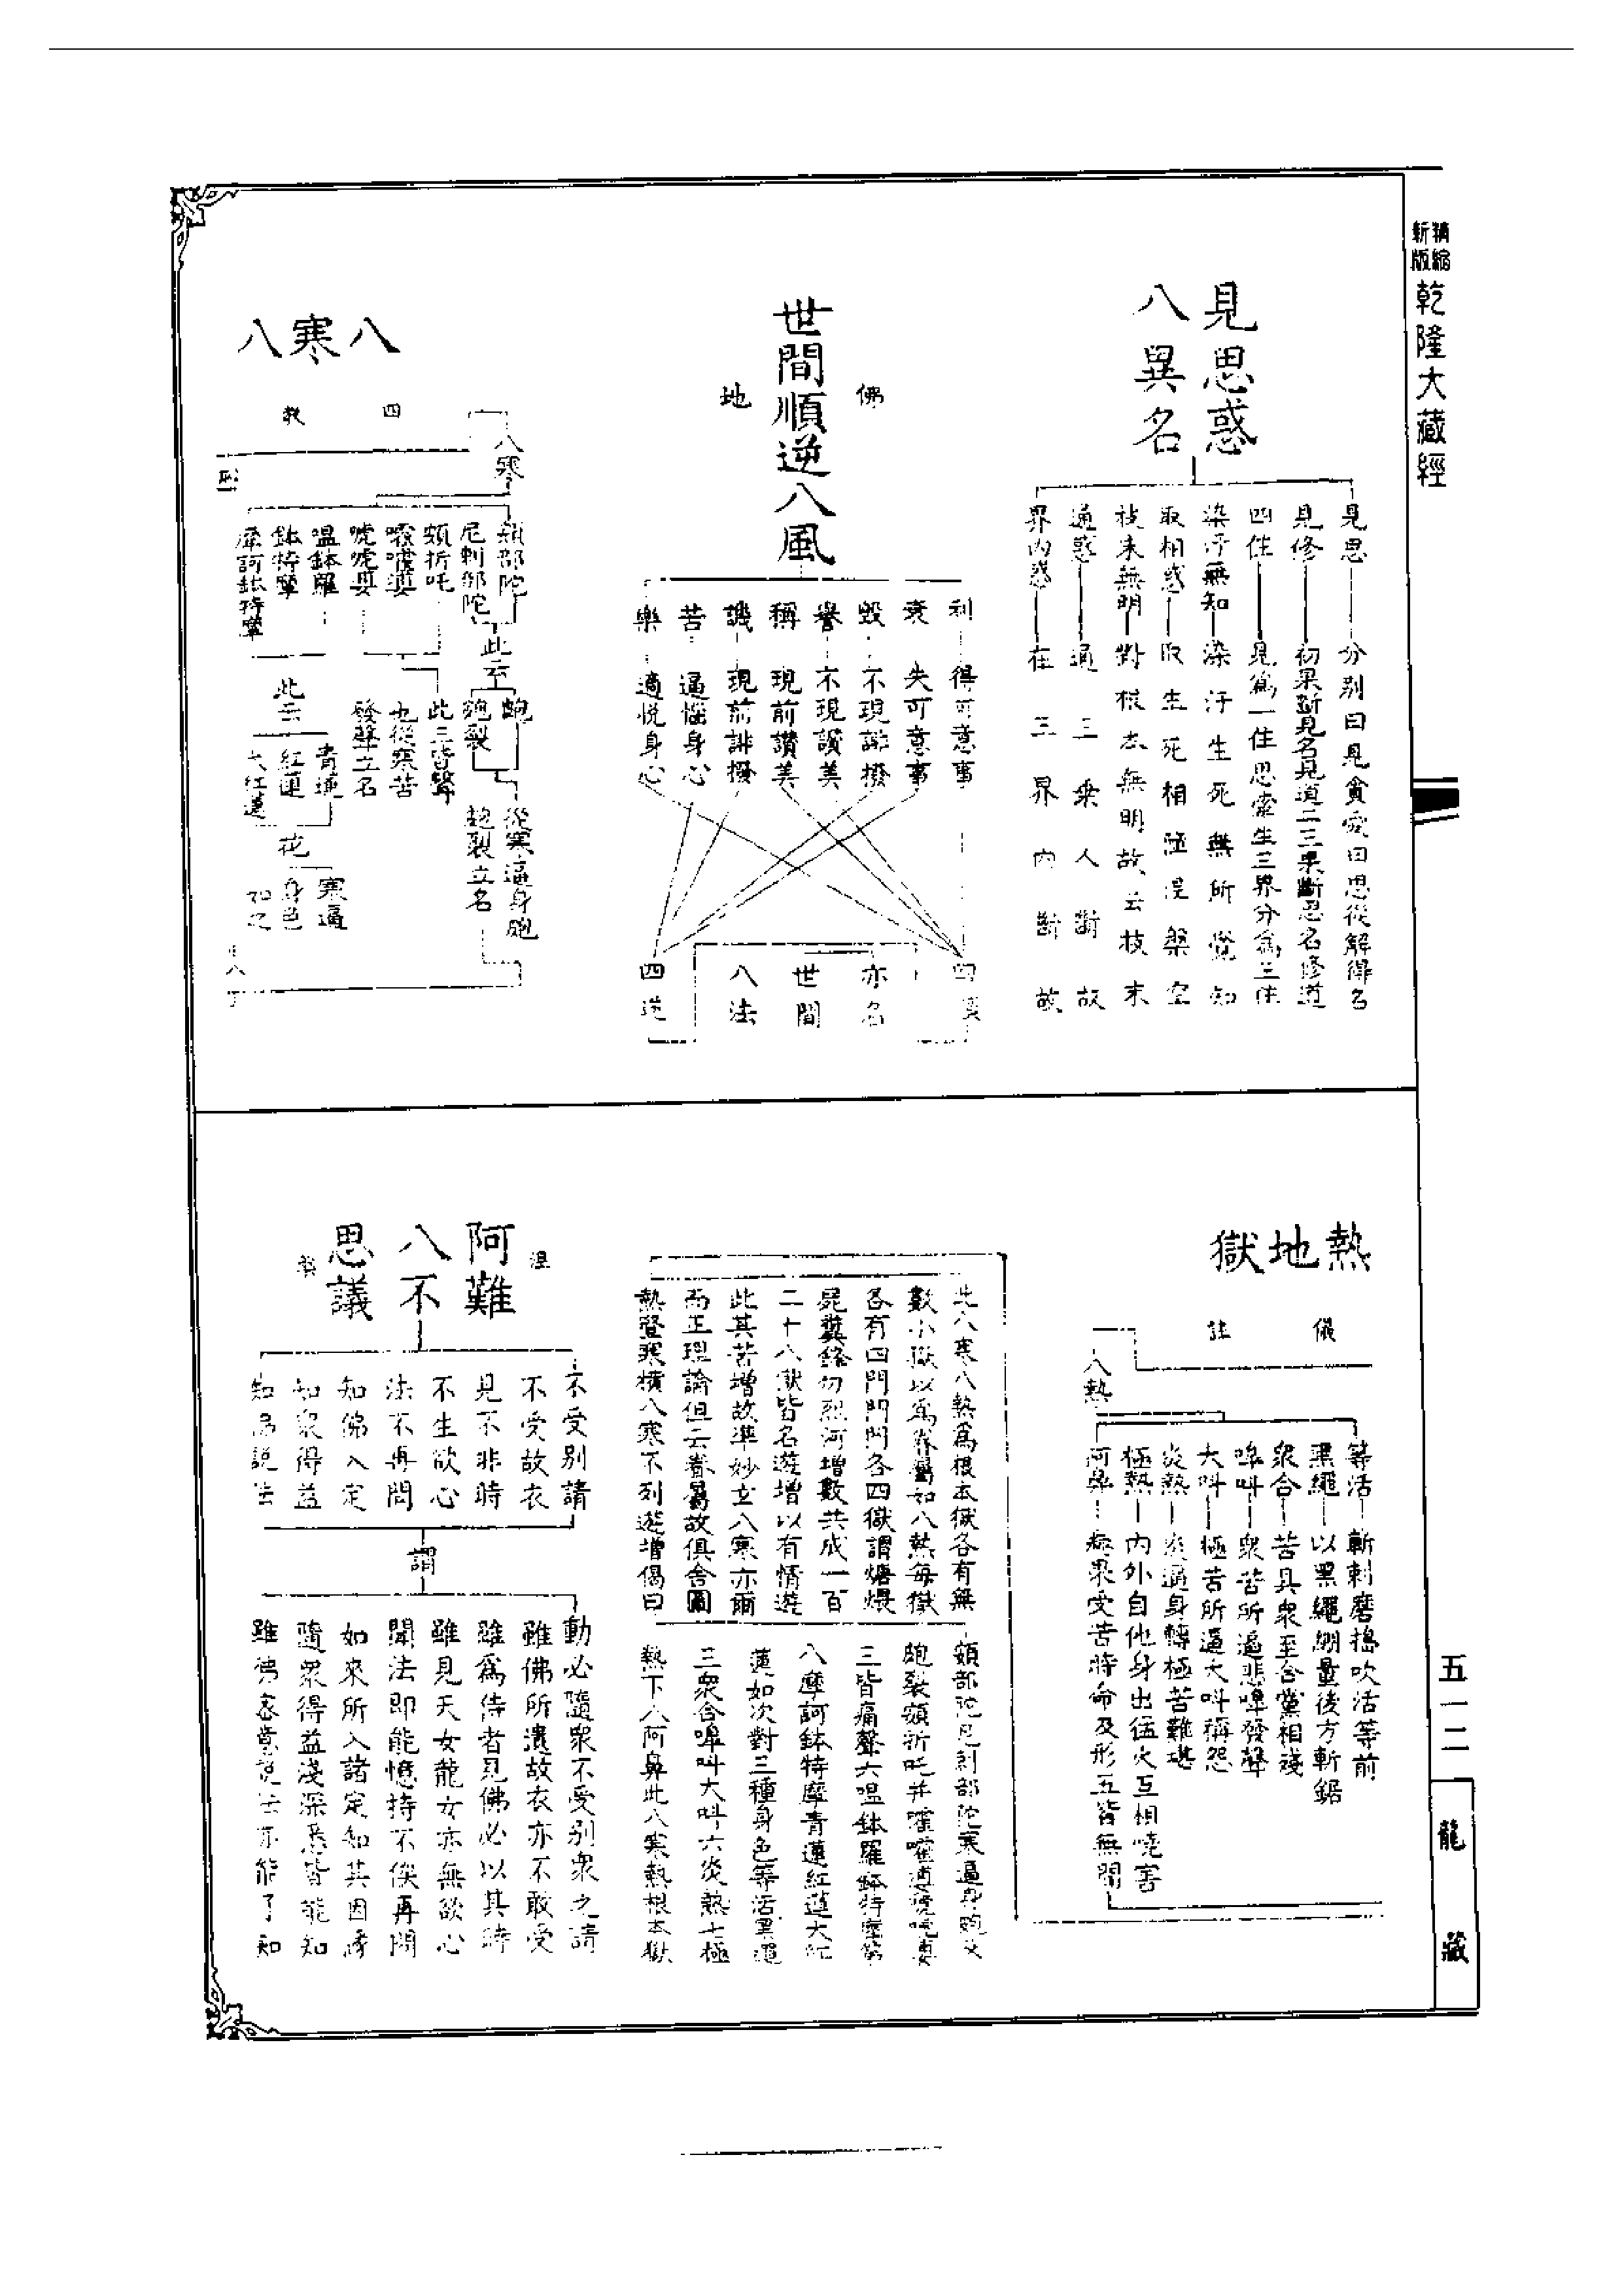 精縮
新版
乾隆大藏經
見思惑
八異名
見思 分別曰見貪愛曰思從解得名
見修 初果斷見名見道二三果斷思名修道
四住 見為一住思索生三界分為三住
染汙無知 染汙生死無所覺知
取相惑 取生死相恆涅槃空
枝末無明 對根本無明故云枝末
通惑 通三乘人斷故
界內惑 在三界內斷故
佛
世間順逆八風
地
利 得可意事
衰 失可意事
毀 不現誹撥
譽 不現讚美
稱 現前讚美
譏 現前誹撥
苦 逼惱身心
樂 適悅身心
四順
亦名
世間
八法
四逆
八寒八
四
教
八寒
頞部陀
尼剌部陀
此云
皰
皰裂
從寒逼身皰
皰裂立名
頞折吒
臛臛婆
虎虎婆
此三皆聲
也從寒苦
發聲立名
嗢鉢羅
鉢特摩
摩訶鉢特摩
此云
青蓮
紅蓮
大紅蓮
花
寒逼
身色
如之
熱地獄
儀
註
八熱
等活 斬刺磨搗吹活等前
黑繩 以黑繩絣量後方斬鋸
眾合 苦具眾至合黨相殘
嗥叫 眾苦所逼悲嗥發聲
大叫 極苦所逼大叫稱怨
炎熱 炎逼身轉極苦難堪
極熱 內外自他身出猛火互相燒害
阿鼻 極果受苦時命及形五皆無間
此八寒八熱為根本獄各有無
數小獄以為眷屬如八熱每獄
各有四門門門各四獄謂煻煨
屍糞鋒刃烈河增數共成一百
二十八獄皆名遊增以有情遊
此其苦增故準妙玄八寒亦爾
而正理論但云眷屬故俱舍圖
熱豎寒橫八寒不列遊增偈曰
頞部陀尼剌部陀寒逼身皰及
皰裂頞折吒并臛臛婆虎虎婆
三皆痛聲六嗢鉢羅鉢特摩第
八摩訶鉢特摩青蓮紅蓮大紅
蓮如次對三種身色等活黑繩
三眾合嗥叫大叫六炎熱七極
熱下八阿鼻此八寒熱根本獄
涅
阿難
八不
思議
槃
不受別請
不受故衣
見不非時
不生欲心
法不再問
知佛入定
知眾得益
知佛說法
謂
動必隨眾不受別眾之請
雖佛所遺故衣亦不敢受
雖為侍者見佛必以其時
雖見天女龍女亦無欲心
聞法即能憶持不俟再問
如來所入諸定知其因緣
隨眾得益淺深悉皆能知
雖佛密意說法亦能了知
五一二
龍藏